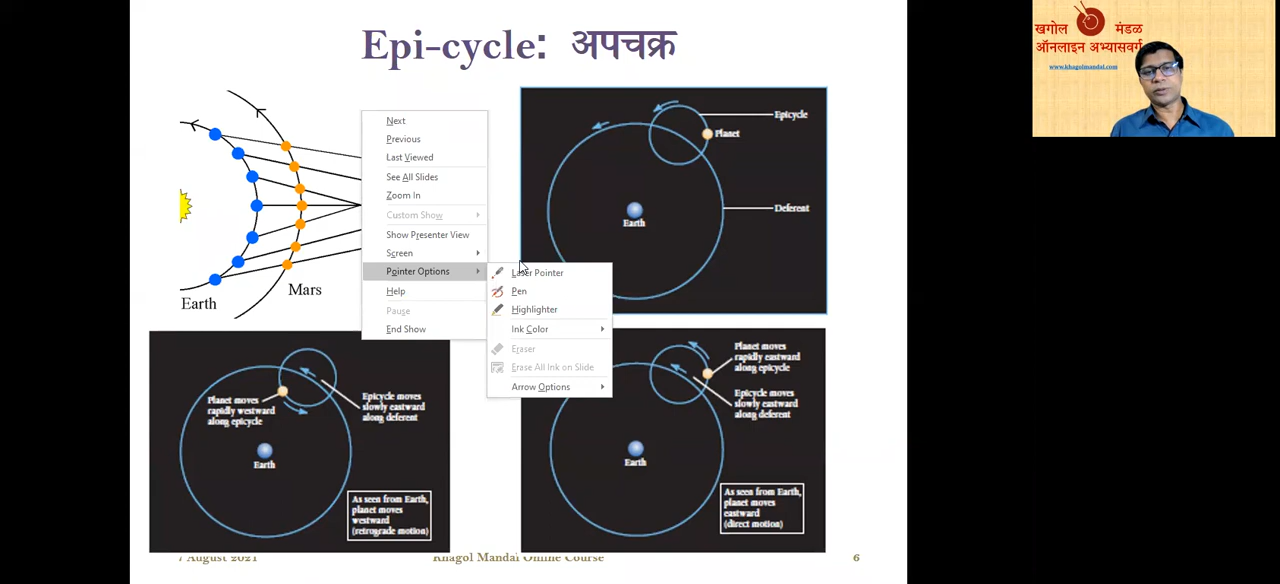 Epi-cycle: अपचक्र
Earth
Mars
Next
Previous
Last Viewed
See All Slides
Zoom In
Custom Show
Show Presenter View
Screen
Pointer Options
Help
Pause
End Show
Laser Pointer
Pen
Highlighter
Ink Color
Eraser
Erase All Ink on Slide
Arrow Options
Epicycle
Planet
Deferent
Earth
Planet moves
rapidly westward
along epicycle
Epicycle moves
slowly eastward
along deferent
Earth
As seen from Earth,
planet moves
westward
(retrograde motion)
Planet moves
rapidly eastward
along epicycle
Epicycle moves
slowly eastward
along deferent
Earth
As seen from Earth,
planet moves
eastward
(direct motion)
7 August 2021
Khagol Mandal Online Course
6
खगोल मंडळ
ऑनलाइन अभ्यासवर्ग
www.khagolmandal.com